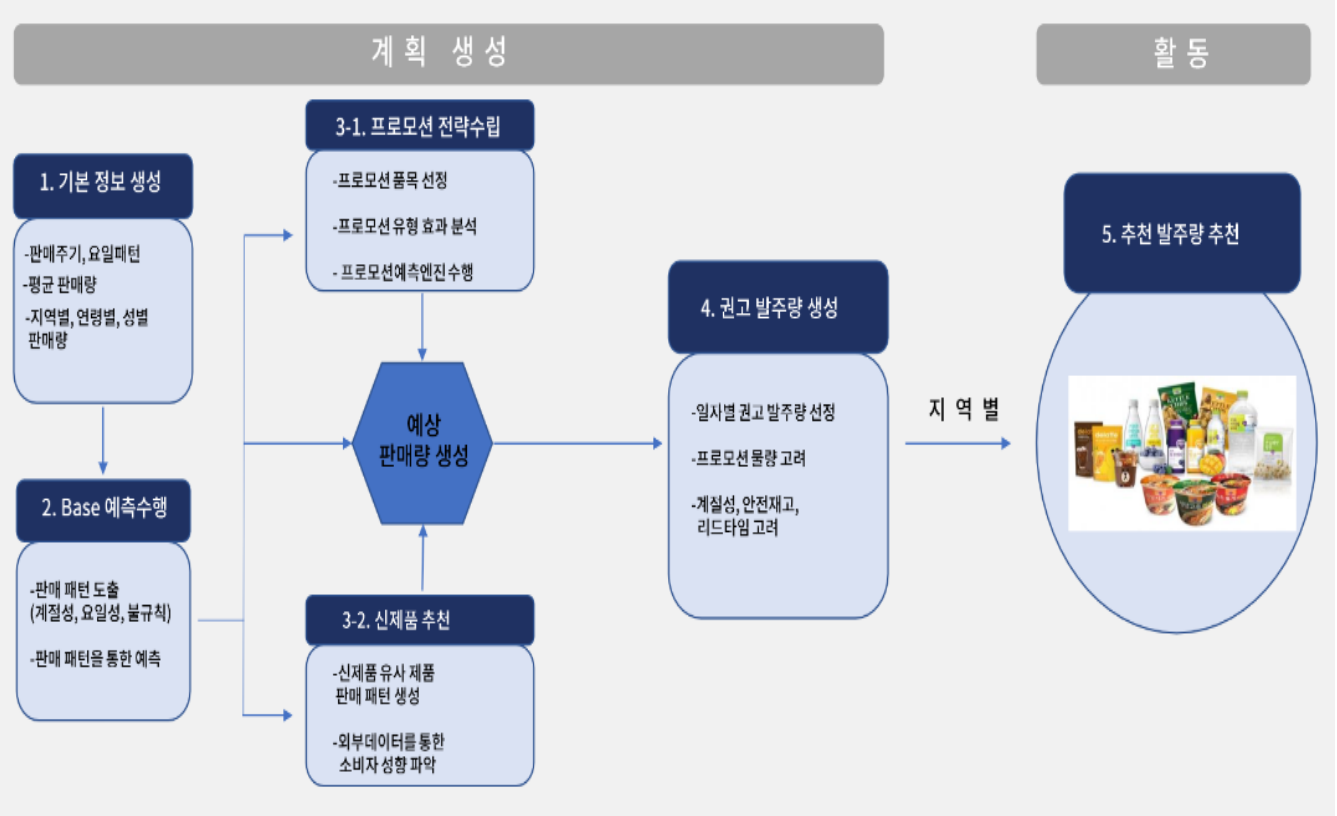 계획 생성
활동
1. 기본 정보 생성
-판매주기, 요일패턴
-평균 판매량
-지역별, 연령별, 성별
판매량
2. Base 예측수행
-판매 패턴 도출
(계절성, 요일성, 불규칙)
-판매 패턴을 통한 예측
3-1. 프로모션 전략수립
-프로모션 품목 선정
-프로모션 유형 효과 분석
- 프로모션예측엔진 수행
예상
판매량 생성
3-2. 신제품 추천
-신제품 유사 제품
판매 패턴 생성
-외부데이터를 통한
소비자 성향 파악
4. 권고 발주량 생성
-일자별 권고 발주량 선정
-프로모션 물량 고려
-계절성, 안전재고,
리드타임 고려
지역별
5. 추천 발주량 추천